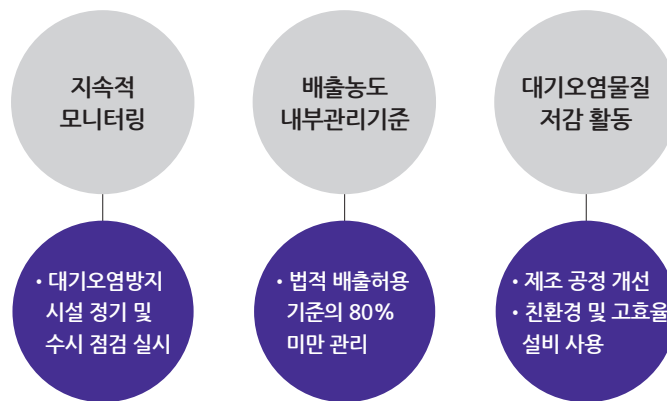 지속적
모니터링
배출농도
내부관리기준
대기오염물질
저감 활동
• 대기오염방지
시설 정기 및
수시 점검 실시
• 법적 배출허용
기준의 80%
미만 관리
• 제조 공정 개선
• 친환경 및 고효율
설비 사용